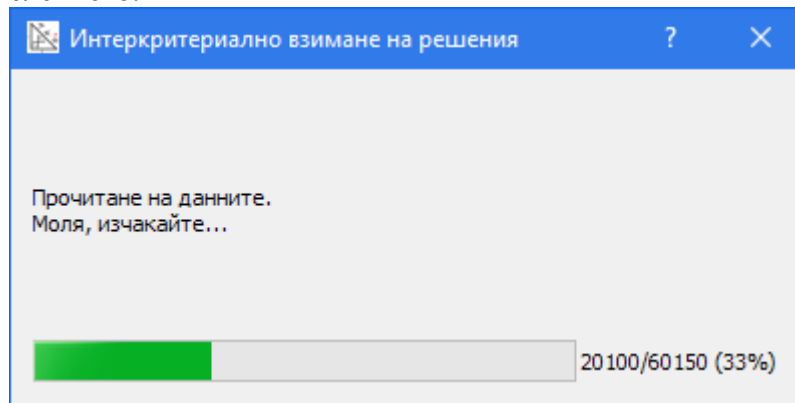 Интеркритериално взимане на решения ? ×
Прочитане на данните.
Моля, изчакайте...
20100/60150 (33%)